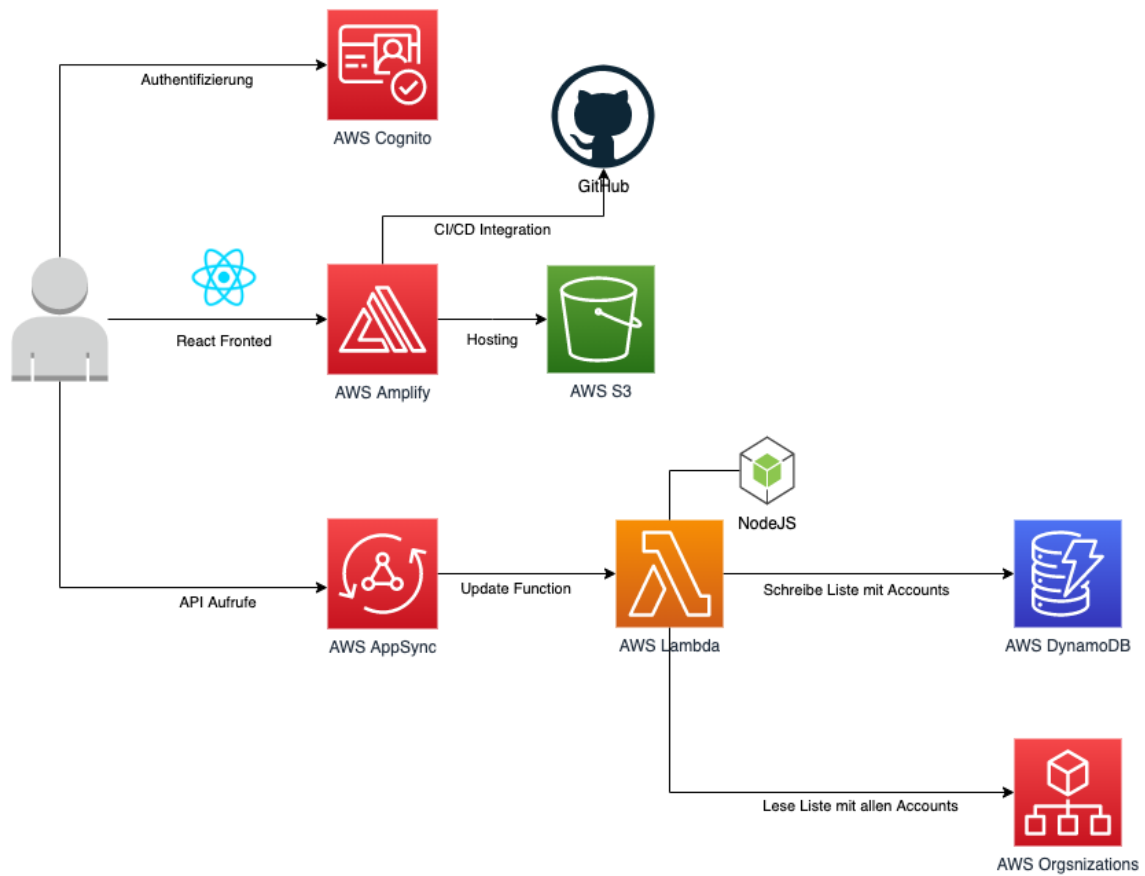 Authentifizierung
AWS Cognito
GitHub
CI/CD Integration
React Fronted
AWS Amplify
Hosting
AWS S3
NodeJS
API Aufrufe
AWS AppSync
Update Function
AWS Lambda
Schreibe Liste mit Accounts
AWS DynamoDB
Lese Liste mit allen Accounts
AWS Orgsnizations